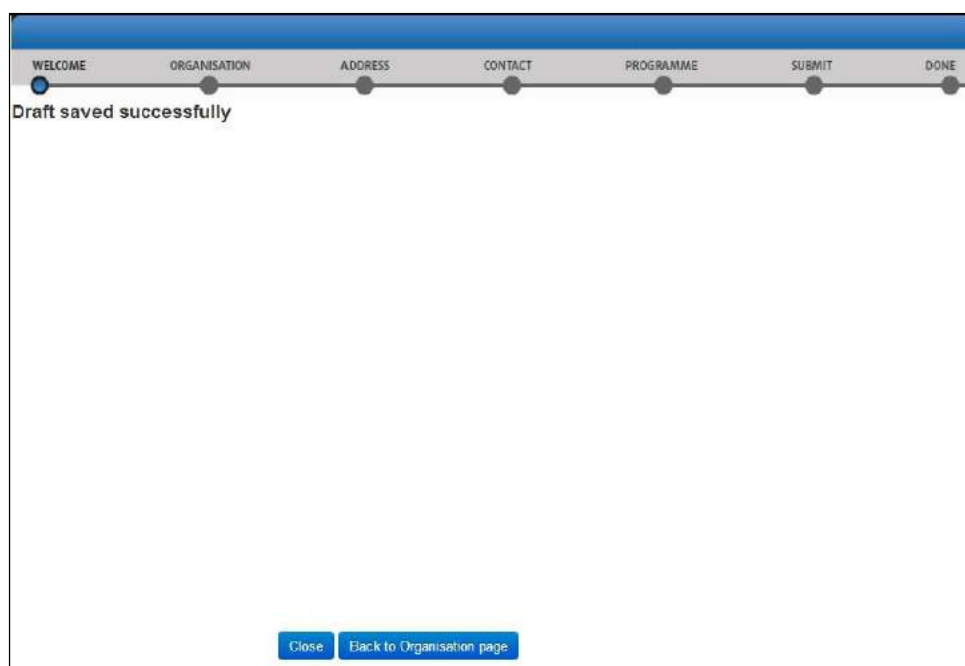 WELCOME ORGANISATION ADDRESS CONTACT PROGRAMME SUBMIT DONE
Draft saved successfully
Close Back to Organisation page